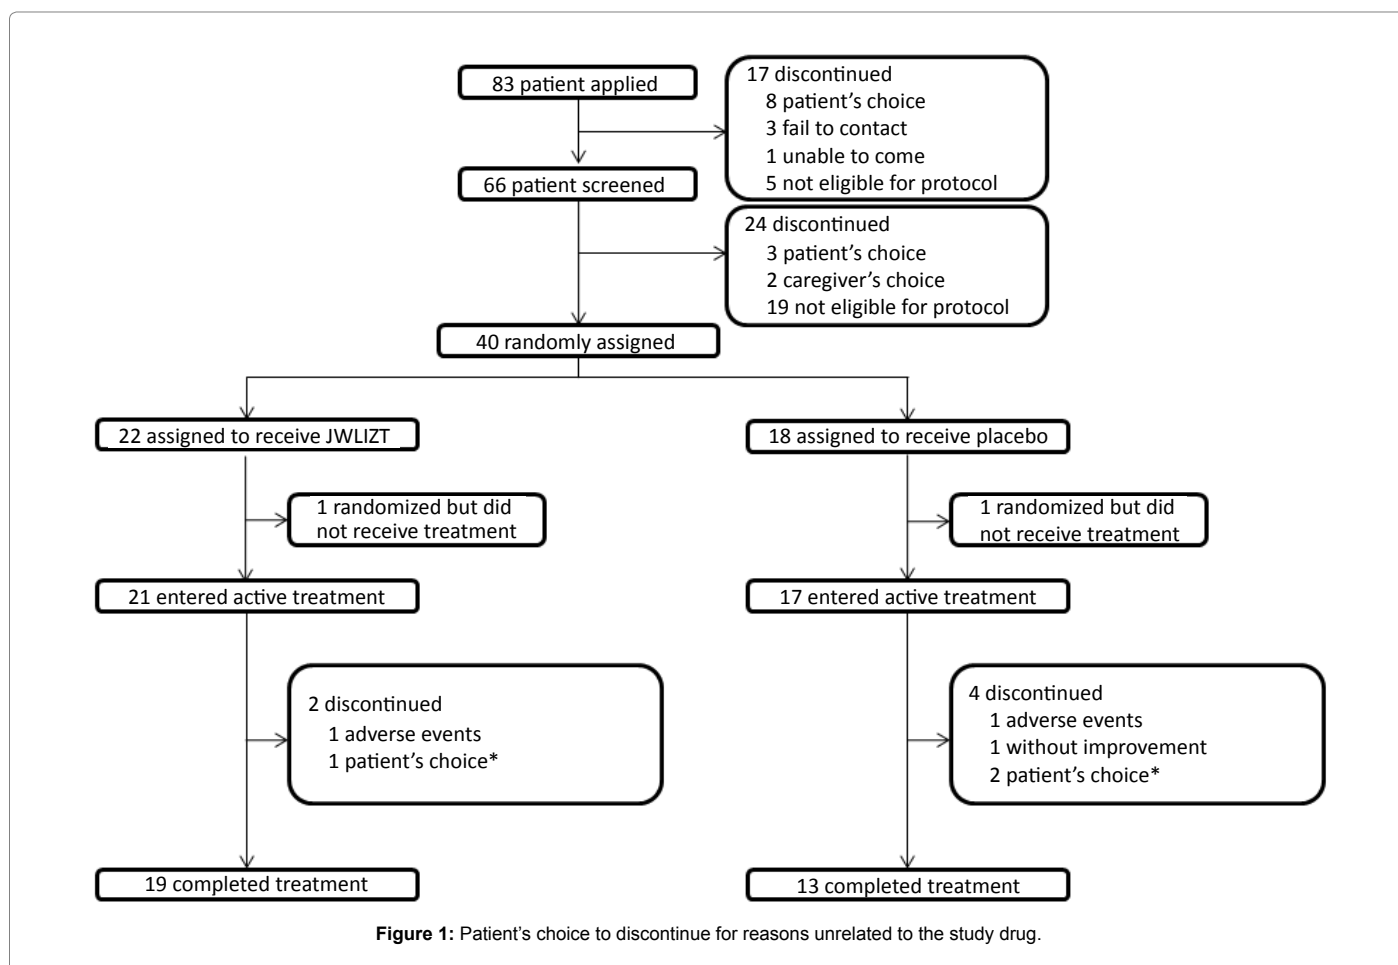 83 patient applied
17 discontinued
8 patient’s choice
3 fail to contact
1 unable to come
5 not eligible for protocol
66 patient screened
24 discontinued
3 patient’s choice
2 caregiver’s choice
19 not eligible for protocol
40 randomly assigned
22 assigned to receive JWLIZT
18 assigned to receive placebo
1 randomized but did
not receive treatment
1 randomized but did
not receive treatment
21 entered active treatment
17 entered active treatment
2 discontinued
1 adverse events
1 patient’s choice*
4 discontinued
1 adverse events
1 without improvement
2 patient’s choice*
19 completed treatment
13 completed treatment
Figure 1: Patient’s choice to discontinue for reasons unrelated to the study drug.